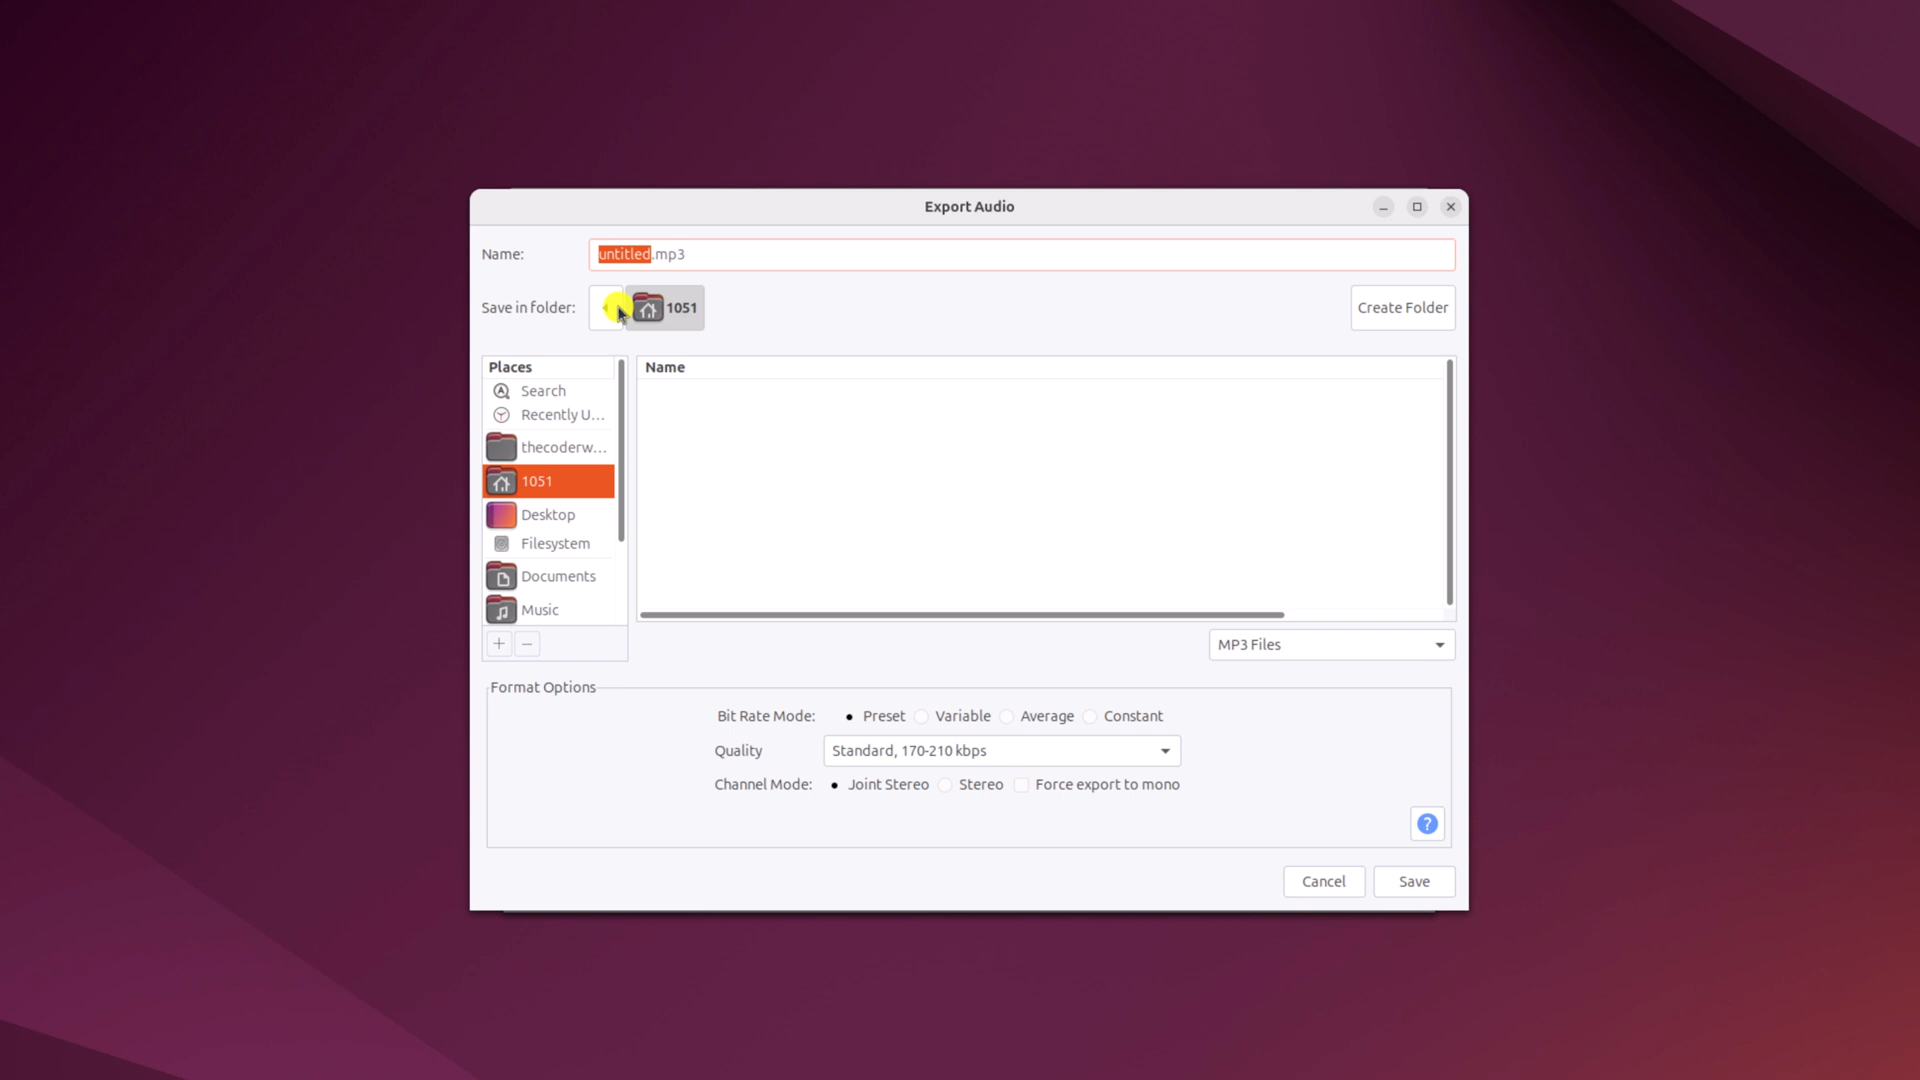 Export Audio
Name: untitled.mp3
Save in folder: 1051 Create Folder
Places
Search
Recently U...
thecoderw...
1051
Desktop
Filesystem
Documents
Music
+ −
Name
MP3 Files
Format Options
Bit Rate Mode: Preset Variable Average Constant
Quality Standard, 170-210 kbps
Channel Mode: Joint Stereo Stereo Force export to mono
?
Cancel Save